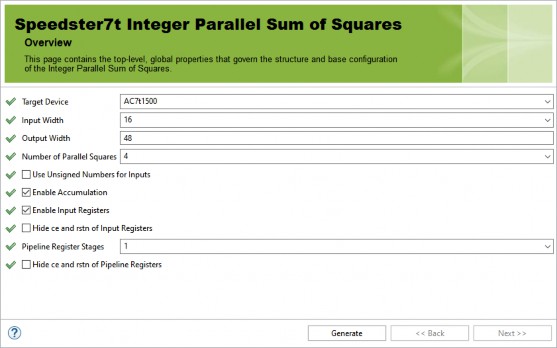 Speedster7t Integer Parallel Sum of Squares
Overview
This page contains the top-level, global properties that govern the structure and base configuration
of the Integer Parallel Sum of Squares.
Target Device AC7t1500
Input Width 16
Output Width 48
Number of Parallel Squares 4
Use Unsigned Numbers for Inputs
Enable Accumulation
Enable Input Registers
Hide ce and rstn of Input Registers
Pipeline Register Stages 1
Hide ce and rstn of Pipeline Registers
? Generate << Back Next >>